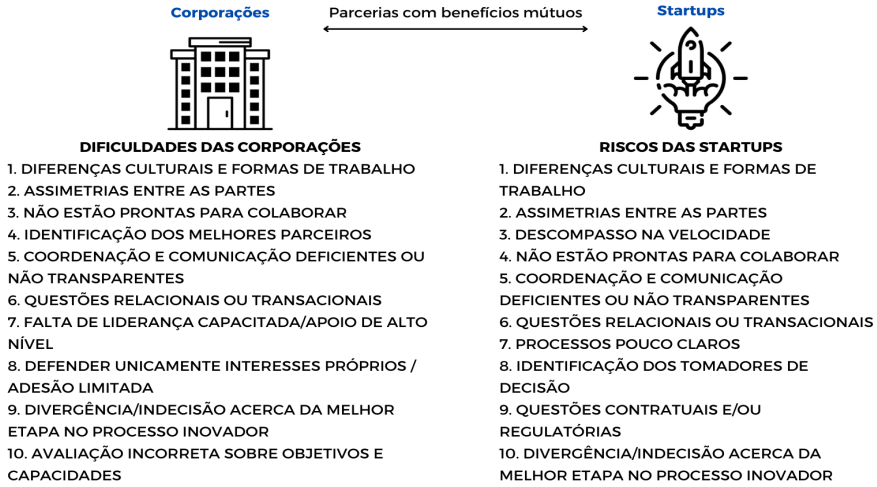 Corporações
Parcerias com benefícios mútuos
Startups
DIFICULDADES DAS CORPORAÇÕES
1. DIFERENÇAS CULTURAIS E FORMAS DE TRABALHO
2. ASSIMETRIAS ENTRE AS PARTES
3. NÃO ESTÃO PRONTAS PARA COLABORAR
4. IDENTIFICAÇÃO DOS MELHORES PARCEIROS
5. COORDENAÇÃO E COMUNICAÇÃO DEFICIENTES OU
NÃO TRANSPARENTES
6. QUESTÕES RELACIONAIS OU TRANSACIONAIS
7. FALTA DE LIDERANÇA CAPACITADA/APOIO DE ALTO
NÍVEL
8. DEFENDER UNICAMENTE INTERESSES PRÓPRIOS /
ADESÃO LIMITADA
9. DIVERGÊNCIA/INDECISÃO ACERCA DA MELHOR
ETAPA NO PROCESSO INOVADOR
10. AVALIAÇÃO INCORRETA SOBRE OBJETIVOS E
CAPACIDADES
RISCOS DAS STARTUPS
1. DIFERENÇAS CULTURAIS E FORMAS DE
TRABALHO
2. ASSIMETRIAS ENTRE AS PARTES
3. DESCOMPASSO NA VELOCIDADE
4. NÃO ESTÃO PRONTAS PARA COLABORAR
5. COORDENAÇÃO E COMUNICAÇÃO
DEFICIENTES OU NÃO TRANSPARENTES
6. QUESTÕES RELACIONAIS OU TRANSACIONAIS
7. PROCESSOS POUCO CLAROS
8. IDENTIFICAÇÃO DOS TOMADORES DE
DECISÃO
9. QUESTÕES CONTRATUAIS E/OU
REGULATÓRIAS
10. DIVERGÊNCIA/INDECISÃO ACERCA DA
MELHOR ETAPA NO PROCESSO INOVADOR